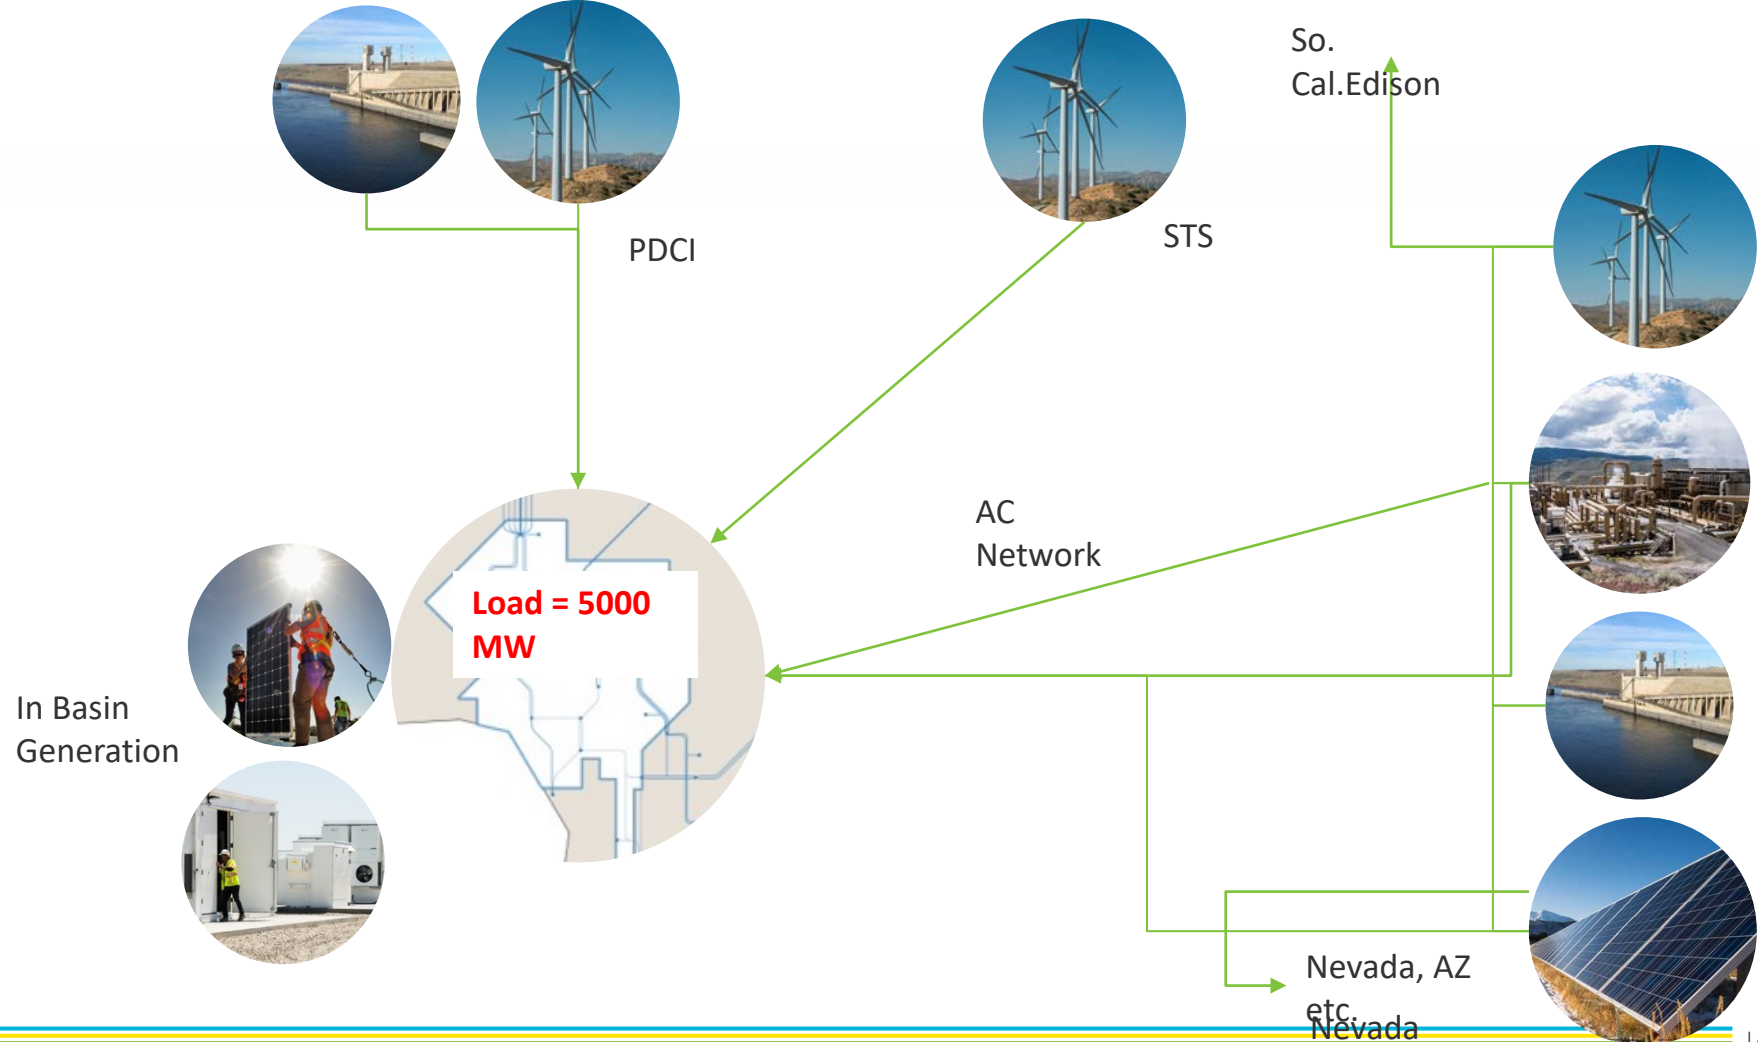 So.
Cal.Edison
PDCI
STS
AC
Network
Load = 5000
MW
In Basin
Generation
Nevada, AZ
etc.
Nevada